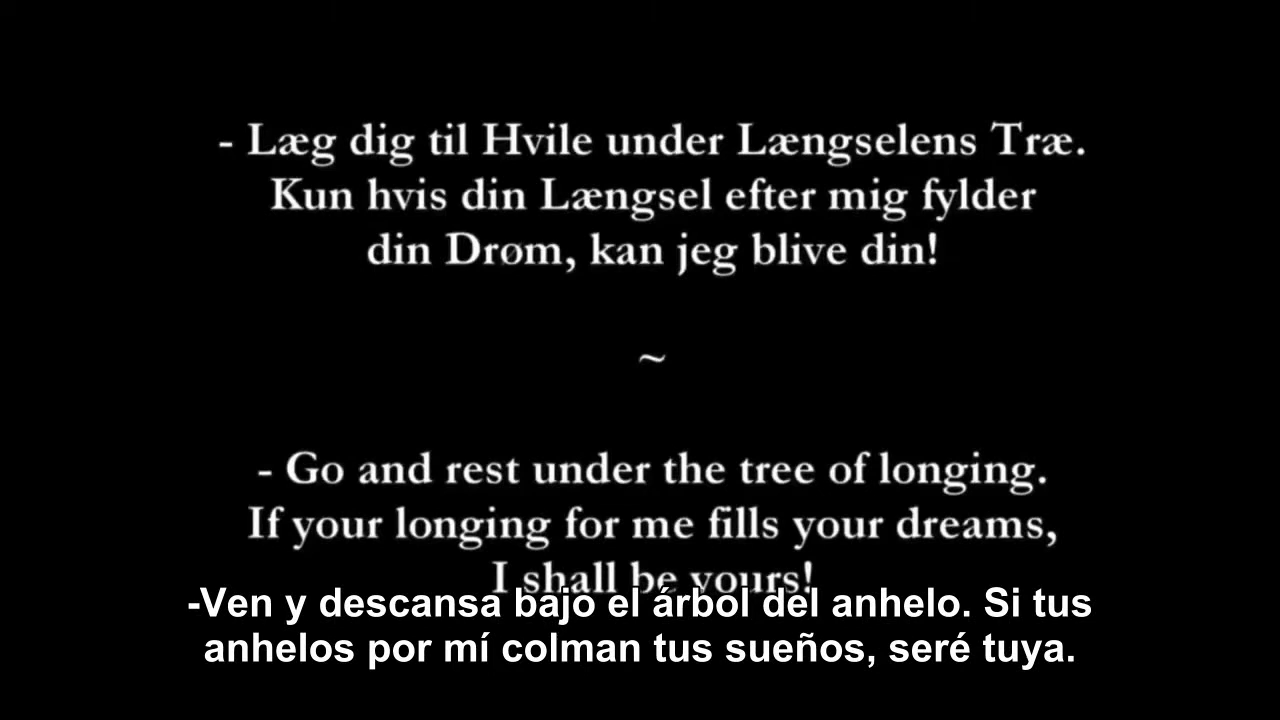 - Læg dig til Hvile under Længselens Træ.
Kun hvis din Længsel efter mig fylder
din Drøm, kan jeg blive din!
~
- Go and rest under the tree of longing.
If your longing for me fills your dreams,
I shall be yours!
-Ven y descansa bajo el árbol del anhelo. Si tus
anhelos por mí colman tus sueños, seré tuya.